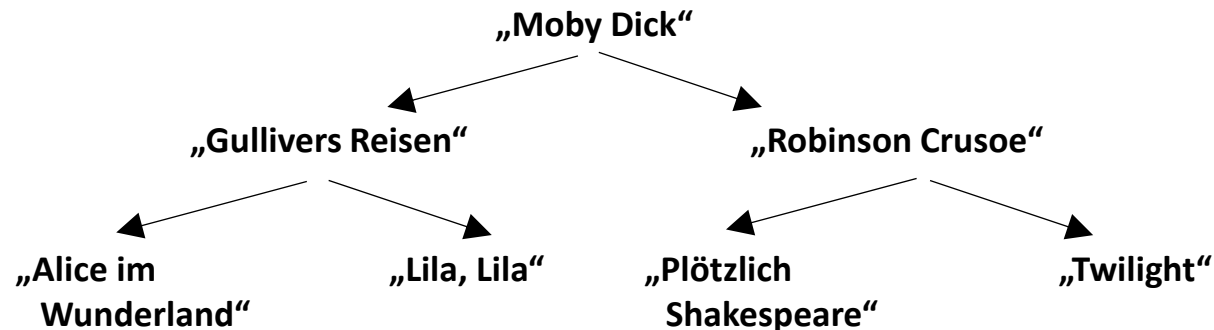 „Moby Dick“
„Gullivers Reisen“
„Robinson Crusoe“
„Alice im
Wunderland“
„Lila, Lila“
„Plötzlich
Shakespeare“
„Twilight“